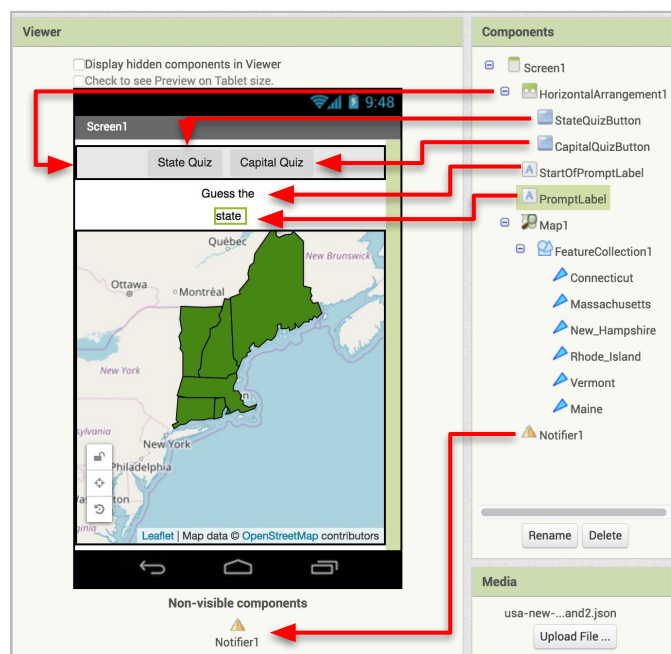 Viewer
Display hidden components in Viewer
Check to see Preview on Tablet size.
9:48
Screen1
State Quiz
Capital Quiz
Guess the
state
Québec
New Brunswick
Ottawa
Montréal
New York
New York
Philadelphia
Leaflet | Map data © OpenStreetMap contributors
Non-visible components
Notifier1
Components
Screen1
HorizontalArrangement1
StateQuizButton
CapitalQuizButton
StartOfPromptLabel
PromptLabel
Map1
FeatureCollection1
Connecticut
Massachusetts
New_Hampshire
Rhode_Island
Vermont
Maine
Notifier1
Rename
Delete
Media
usa-new-...and2.json
Upload File ...